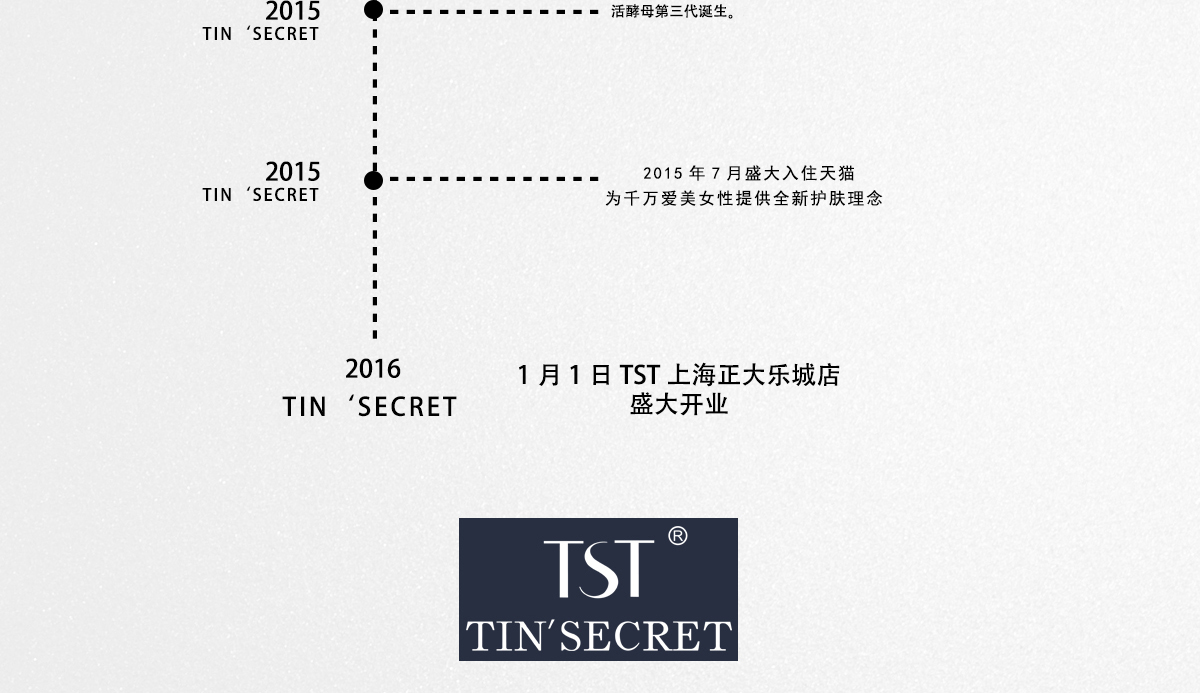 2015
TIN ‘SECRET
活酵母第三代诞生。
2015
TIN ‘SECRET
2015 年 7 月盛大入住天猫
为千万爱美女性提供全新护肤理念
2016
TIN ‘SECRET
1 月 1 日 TST 上海正大乐城店
盛大开业
TST ®
TIN′SECRET